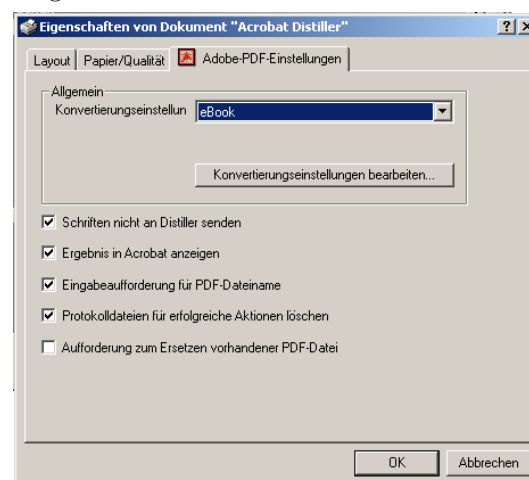 Eigenschaften von Dokument "Acrobat Distiller"
Layout Papier/Qualität Adobe-PDF-Einstellungen
Allgemein
Konvertierungseinstellun eBook
Konvertierungseinstellungen bearbeiten...
Schriften nicht an Distiller senden
Ergebnis in Acrobat anzeigen
Eingabeaufforderung für PDF-Dateiname
Protokolldateien für erfolgreiche Aktionen löschen
Aufforderung zum Ersetzen vorhandener PDF-Datei
OK Abbrechen